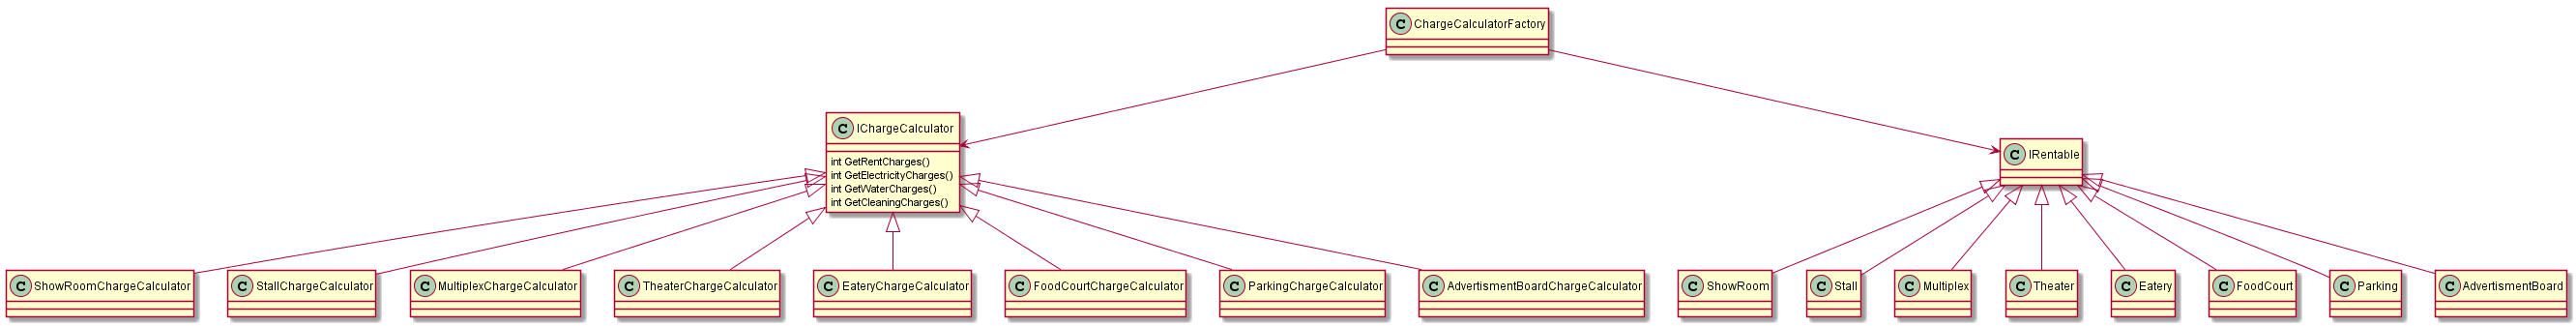 C ChargeCalculatorFactory
C IChargeCalculator
int GetRentCharges()
int GetElectricityCharges()
int GetWaterCharges()
int GetCleaningCharges()
C IRentable
C ShowRoomChargeCalculator
C StallChargeCalculator
C MultiplexChargeCalculator
C TheaterChargeCalculator
C EateryChargeCalculator
C FoodCourtChargeCalculator
C ParkingChargeCalculator
C AdvertismentBoardChargeCalculator
C ShowRoom
C Stall
C Multiplex
C Theater
C Eatery
C FoodCourt
C Parking
C AdvertismentBoard